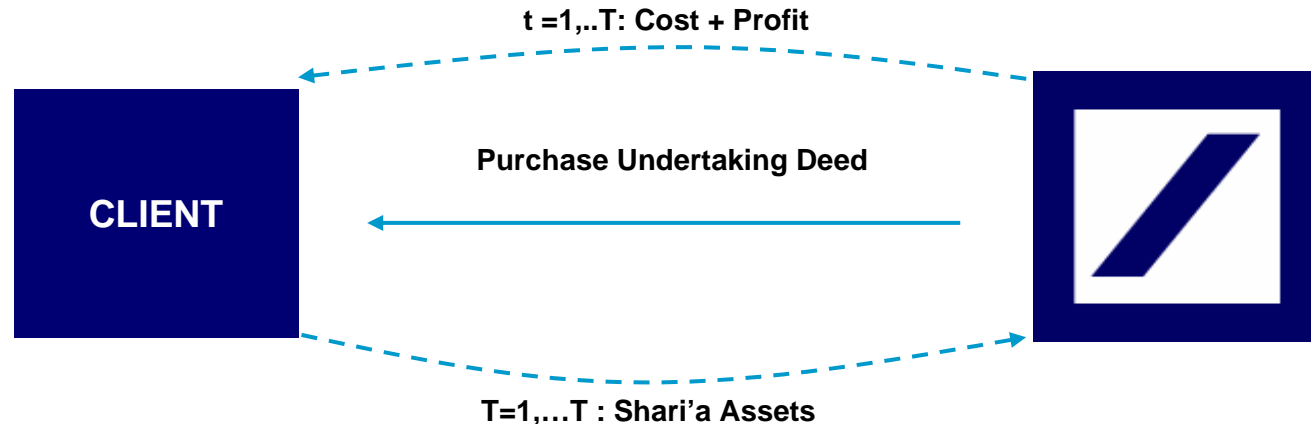 t =1,..T: Cost + Profit
Purchase Undertaking Deed
CLIENT
T=1,…T : Shari’a Assets